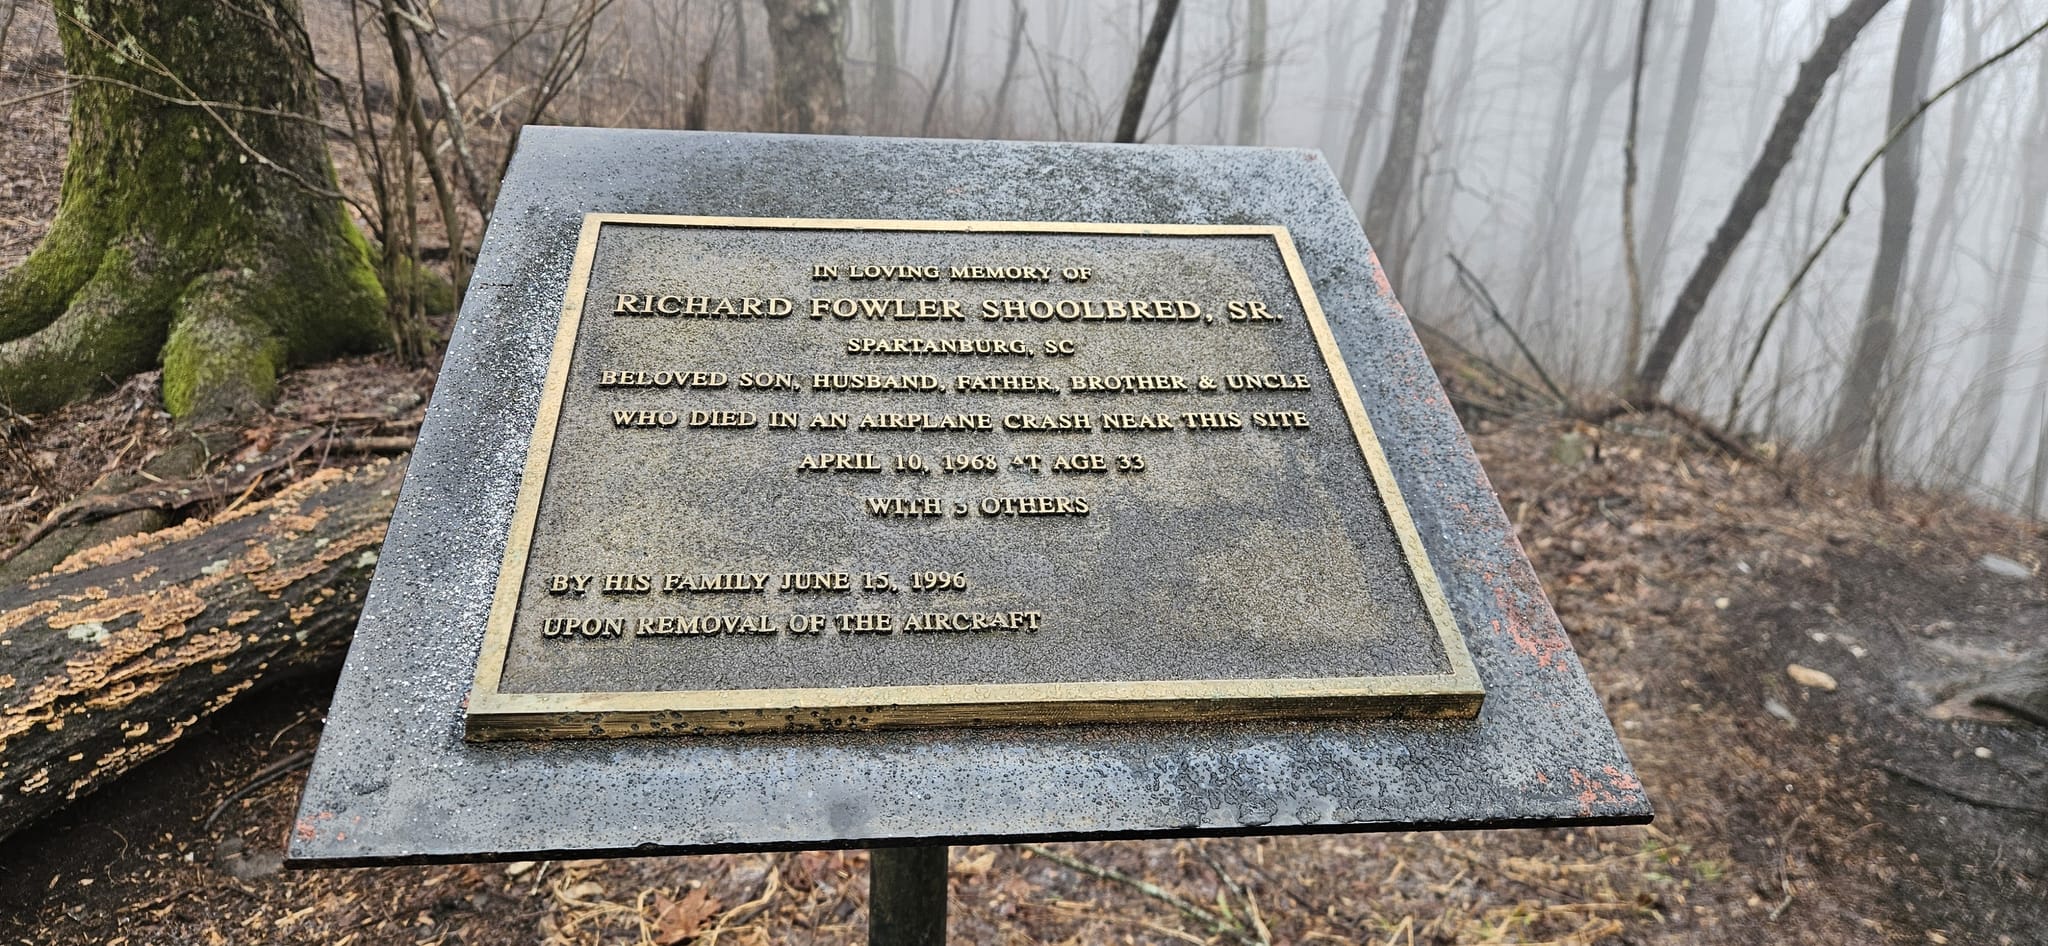 IN LOVING MEMORY OF
RICHARD FOWLER SHOOLBRED, SR.
SPARTANBURG, SC
BELOVED SON, HUSBAND, FATHER, BROTHER & UNCLE
WHO DIED IN AN AIRPLANE CRASH NEAR THIS SITE
APRIL 10, 1968 AT AGE 33
WITH OTHERS
BY HIS FAMILY JUNE 15, 1996
UPON REMOVAL OF THE AIRCRAFT